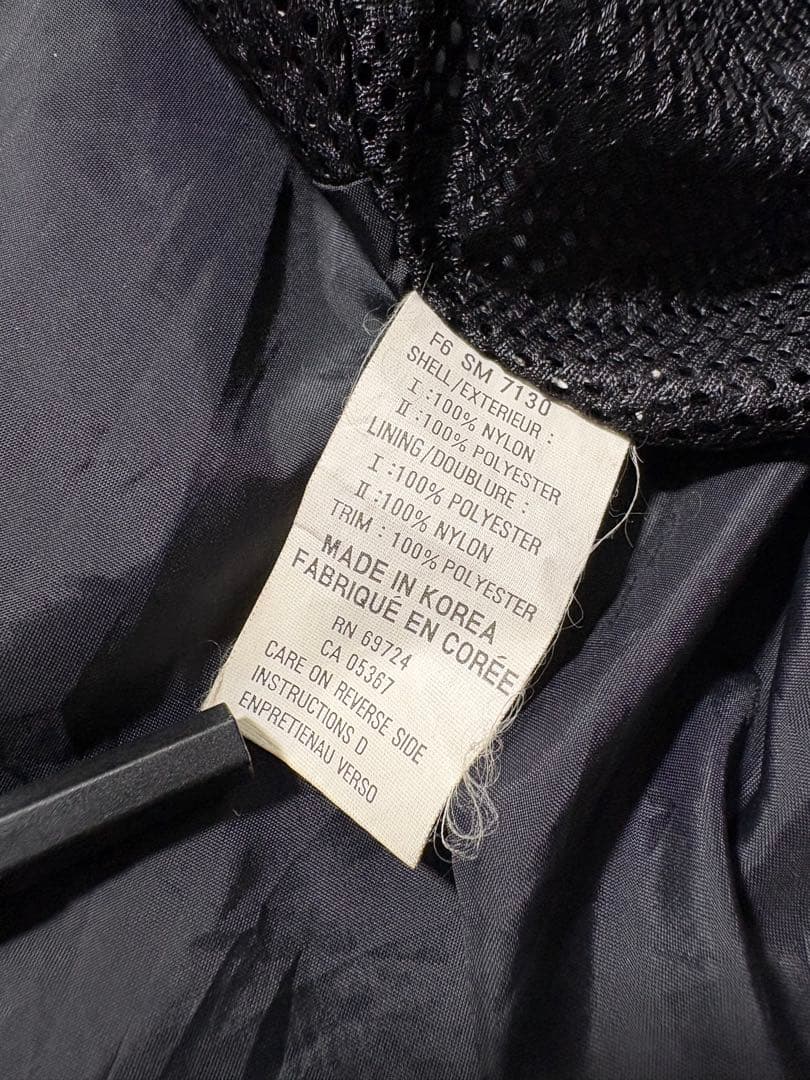 F6 SM 7130
SHELL/EXTERIEUR :
I :100% NYLON
II :100% POLYESTER
LINING/DOUBLURE :
I :100% POLYESTER
II :100% NYLON
TRIM : 100% POLYESTER
MADE IN KOREA
FABRIQUÉ EN CORÉE
RN 69724
CA 05367
CARE ON REVERSE SIDE
INSTRUCTIONS D
ENPRETIENAU VERSO